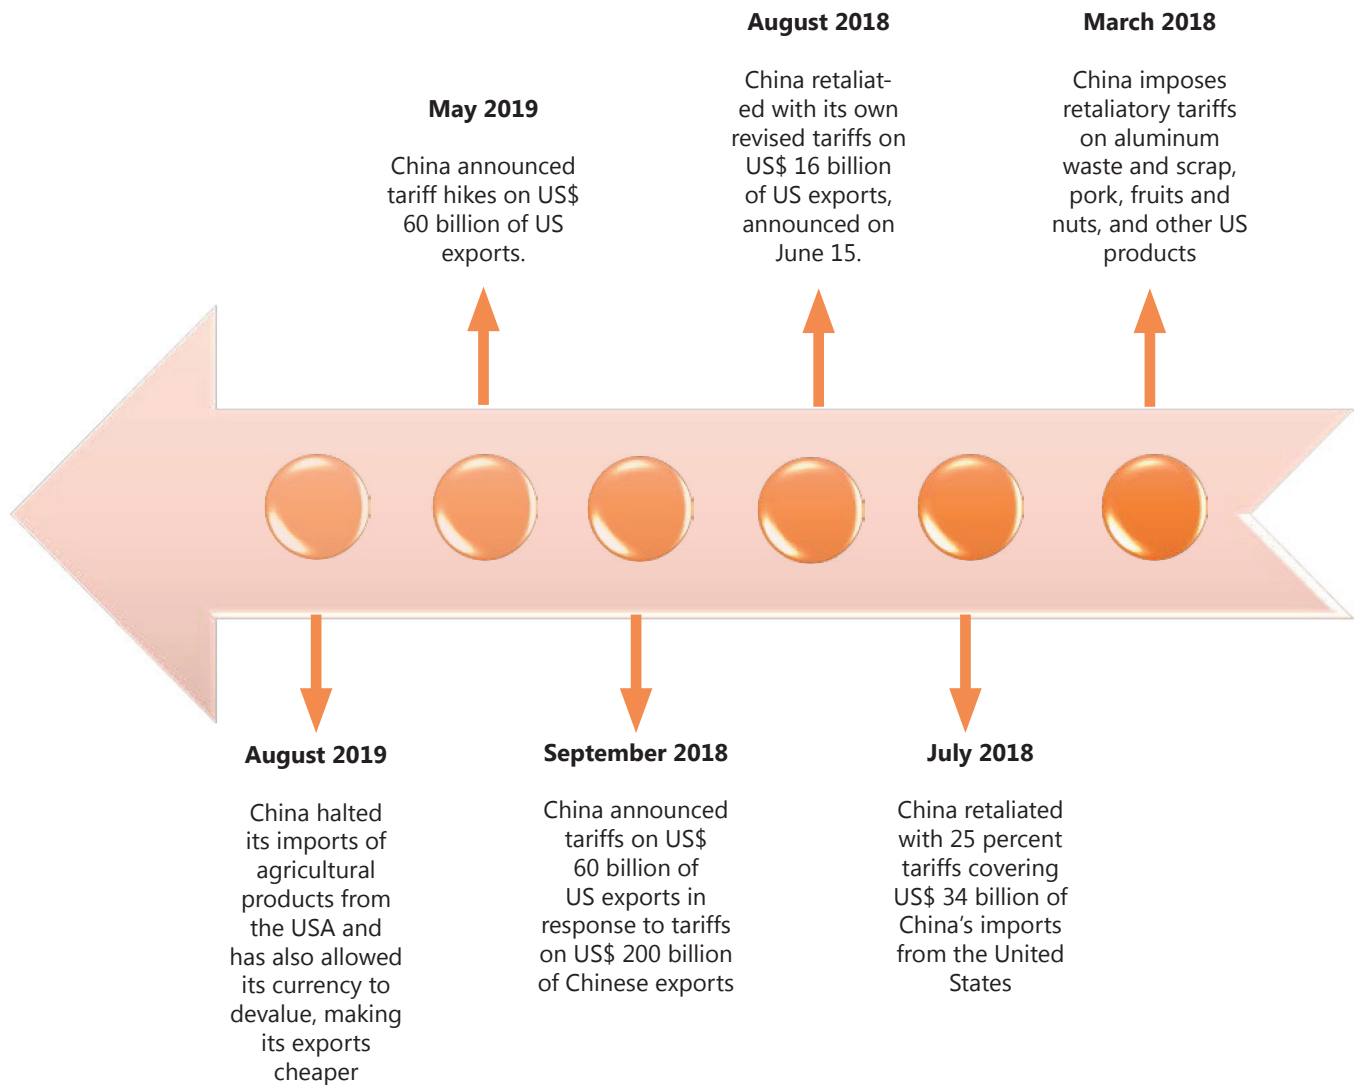 August 2018
China retaliat-
ed with its own
revised tariffs on
US$ 16 billion
of US exports,
announced on
June 15.
March 2018
China imposes
retaliatory tariffs
on aluminum
waste and scrap,
pork, fruits and
nuts, and other US
products
May 2019
China announced
tariff hikes on US$
60 billion of US
exports.
August 2019
China halted
its imports of
agricultural
products from
the USA and
has also allowed
its currency to
devalue, making
its exports
cheaper
September 2018
China announced
tariffs on US$
60 billion of
US exports in
response to tariffs
on US$ 200 billion
of Chinese exports
July 2018
China retaliated
with 25 percent
tariffs covering
US$ 34 billion of
China’s imports
from the United
States